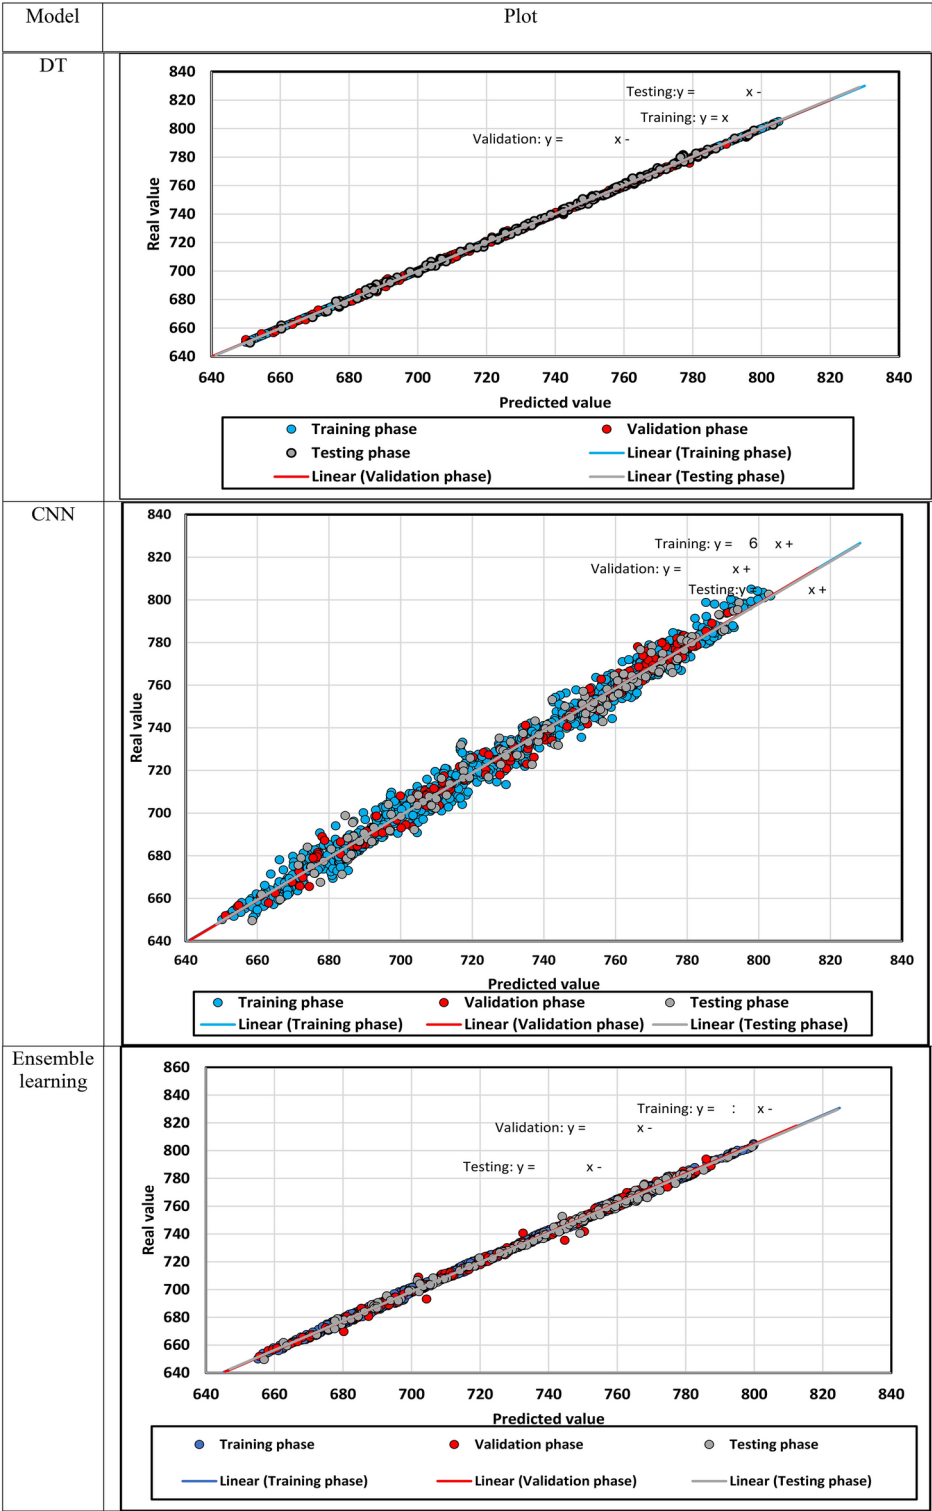 Model Plot
DT
840
820
800
780
760
740
720
700
680
660
640
Real value
Testing:y = x -
Training: y = x
Validation: y = x -
640 660 680 700 720 740 760 780 800 820 840
Predicted value
Training phase Validation phase
Testing phase Linear (Training phase)
Linear (Validation phase) Linear (Testing phase)
CNN
840
820
800
780
760
740
720
700
680
660
640
Real value
Training: y = 6 x +
Validation: y = x +
Testing:y = x +
640 660 680 700 720 740 760 780 800 820 840
Predicted value
Training phase Validation phase Testing phase
Linear (Training phase) Linear (Validation phase) Linear (Testing phase)
Ensemble
learning
860
840
820
800
780
760
740
720
700
680
660
640
Real value
Training: y = : x -
Validation: y = x -
Testing: y = x -
640 660 680 700 720 740 760 780 800 820 840
Predicted value
Training phase Validation phase Testing phase
Linear (Training phase) Linear (Validation phase) Linear (Testing phase)